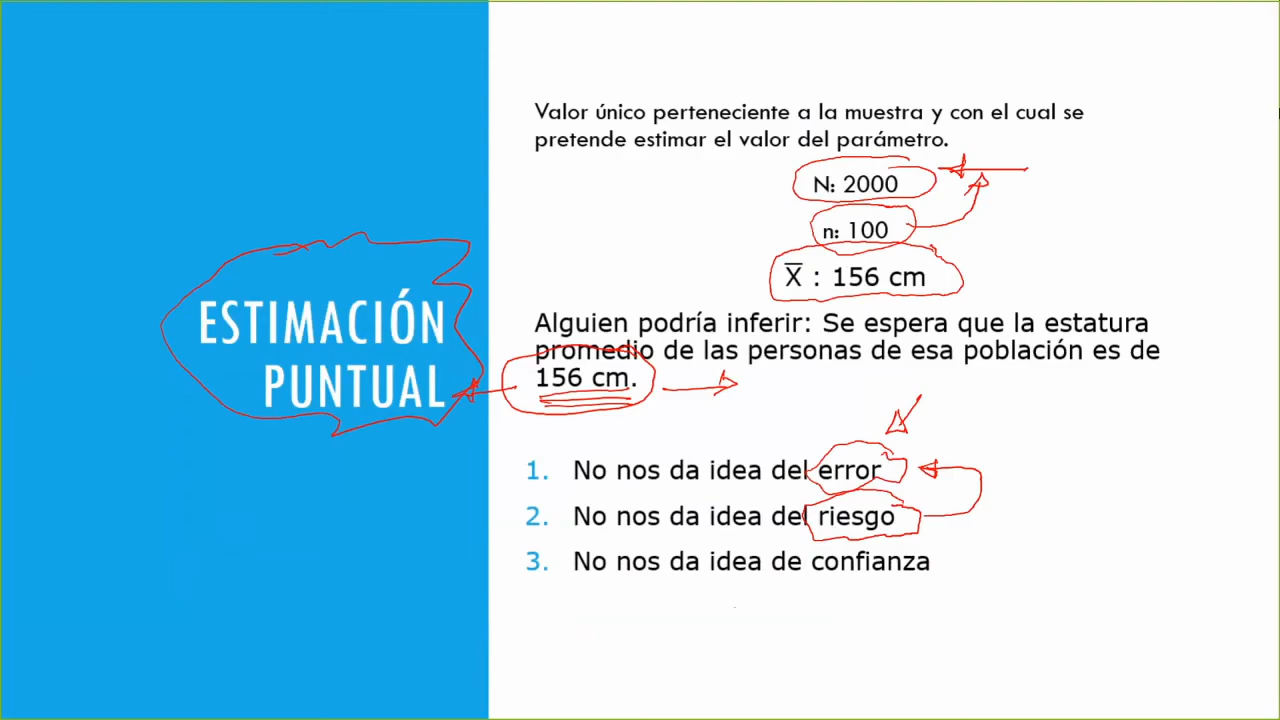 ESTIMACIÓN
PUNTUAL
Valor único perteneciente a la muestra y con el cual se
pretende estimar el valor del parámetro.
N: 2000
n: 100
X̅ : 156 cm
Alguien podría inferir: Se espera que la estatura
promedio de las personas de esa población es de
156 cm.
1. No nos da idea del error
2. No nos da idea del riesgo
3. No nos da idea de confianza